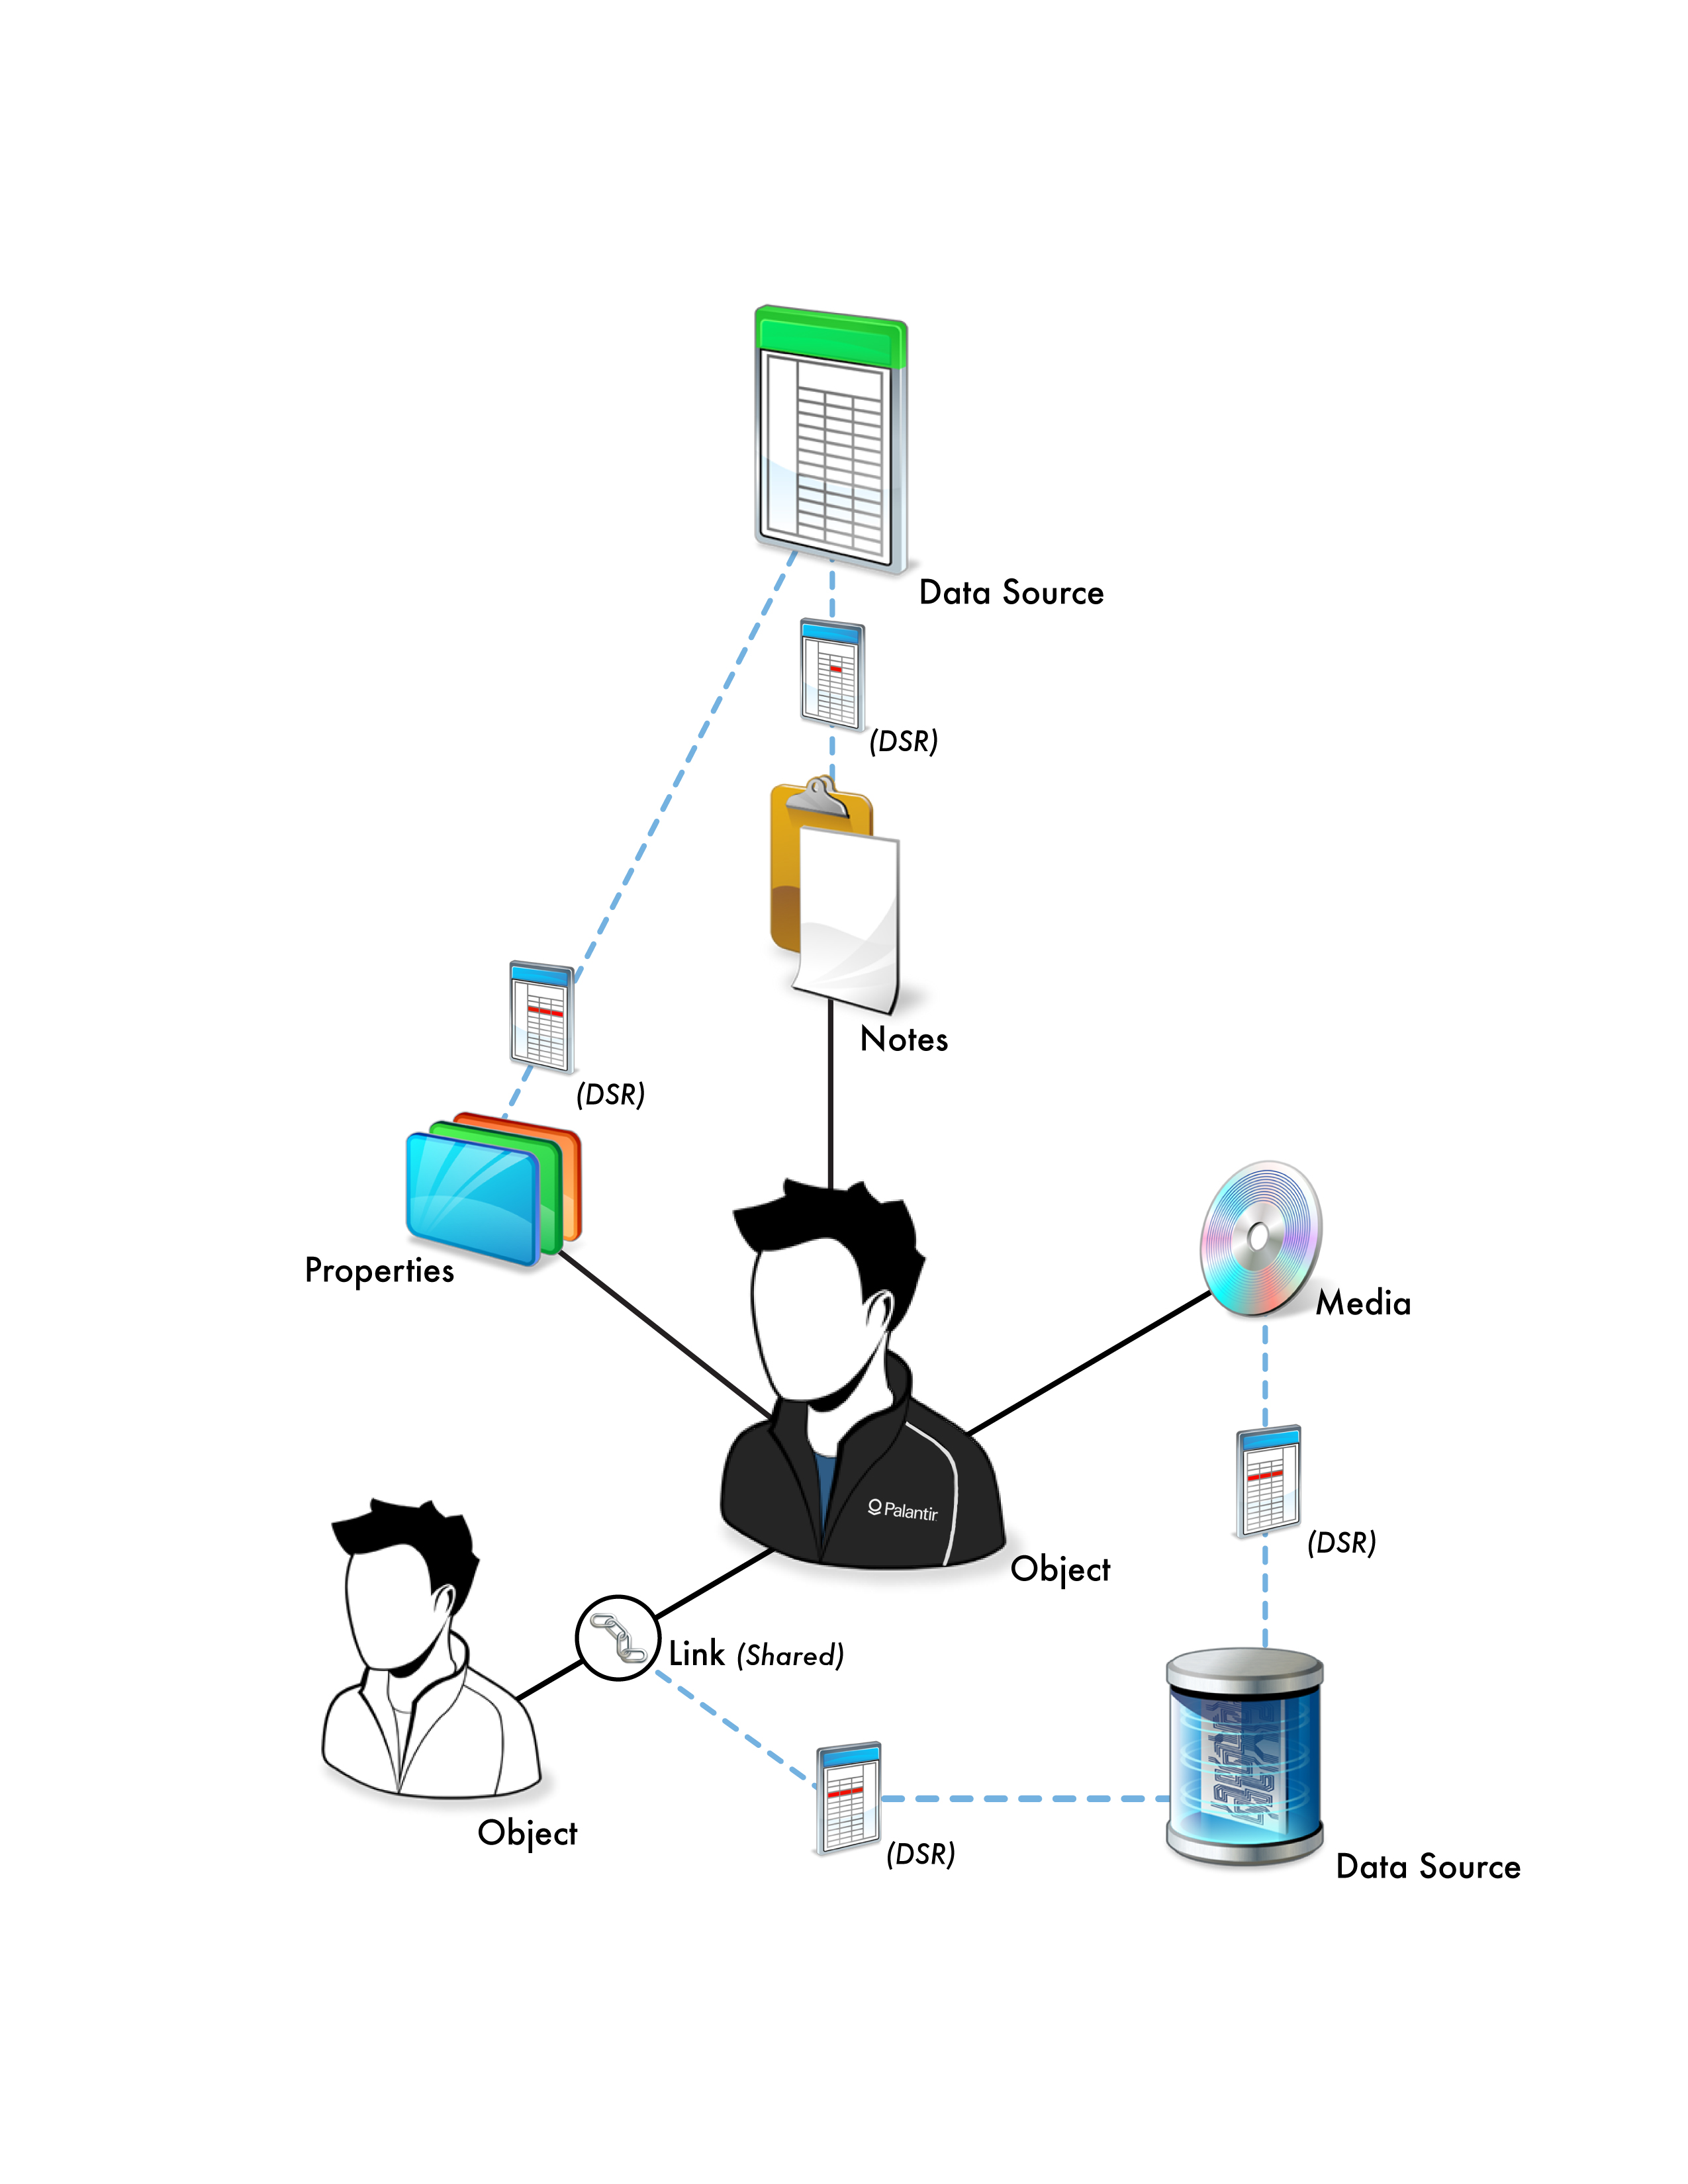 Data Source
(DSR)
Notes
(DSR)
Properties
Media
Palantir
(DSR)
Object
Link (Shared)
Object
(DSR)
Data Source